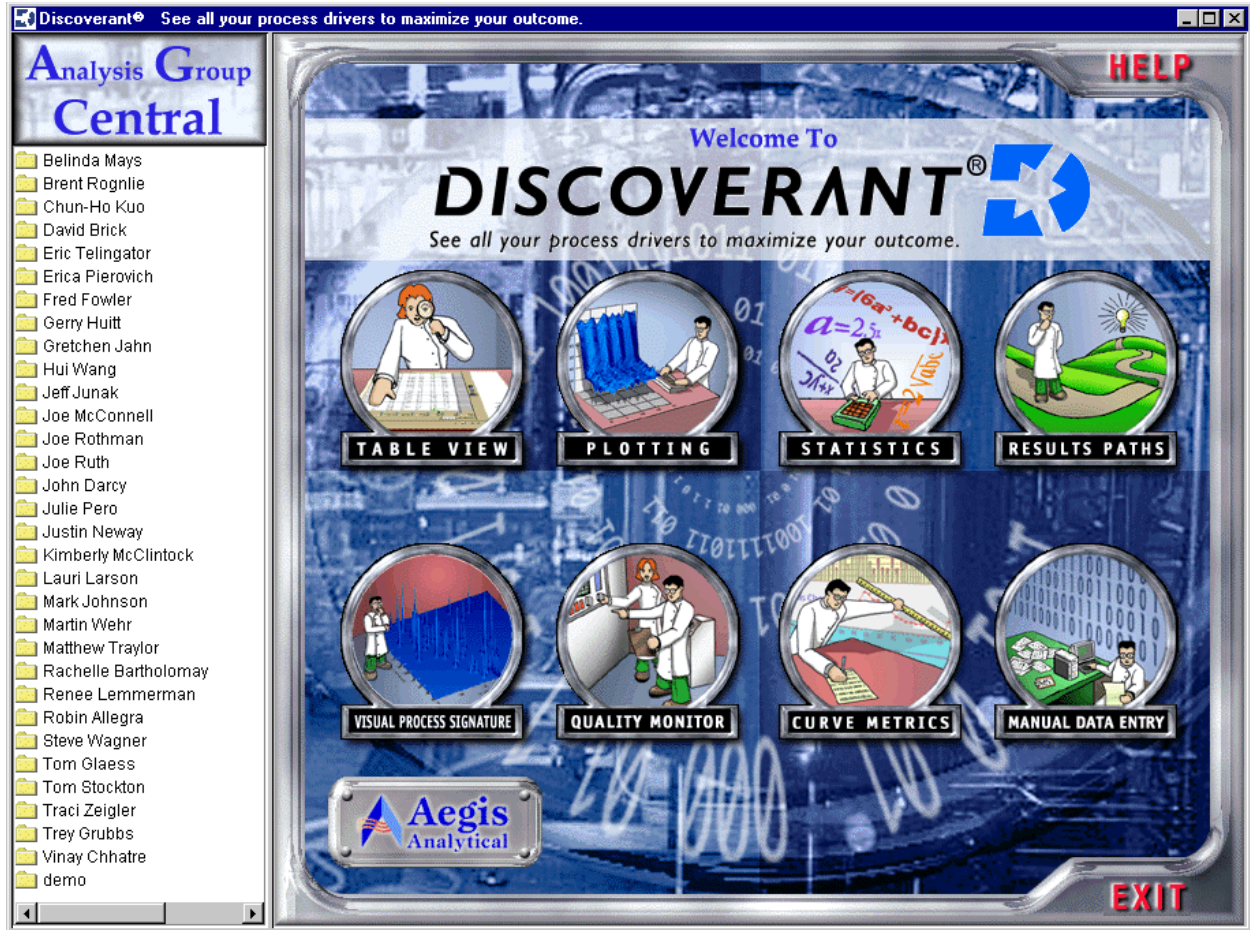 Discoverant® See all your process drivers to maximize your outcome.
Analysis Group
Central
Belinda Mays
Brent Rognlie
Chun-Ho Kuo
David Brick
Eric Telingator
Erica Pierovich
Fred Fowler
Gerry Huitt
Gretchen Jahn
Hui Wang
Jeff Junak
Joe McConnell
Joe Rothman
Joe Ruth
John Darcy
Julie Pero
Justin Neway
Kimberly McClintock
Lauri Larson
Mark Johnson
Martin Wehr
Matthew Traylor
Rachelle Bartholomay
Renee Lemmerman
Robin Allegra
Steve Wagner
Tom Glaess
Tom Stockton
Traci Zeigler
Trey Grubbs
Vinay Chhatre
demo
HELP
Welcome To
DISCOVERANT®
See all your process drivers to maximize your outcome.
TABLE VIEW
PLOTTING
a=2.5x
STATISTICS
RESULTS PATHS
VISUAL PROCESS SIGNATURE
QUALITY MONITOR
CURVE METRICS
MANUAL DATA ENTRY
Aegis
Analytical
EXIT